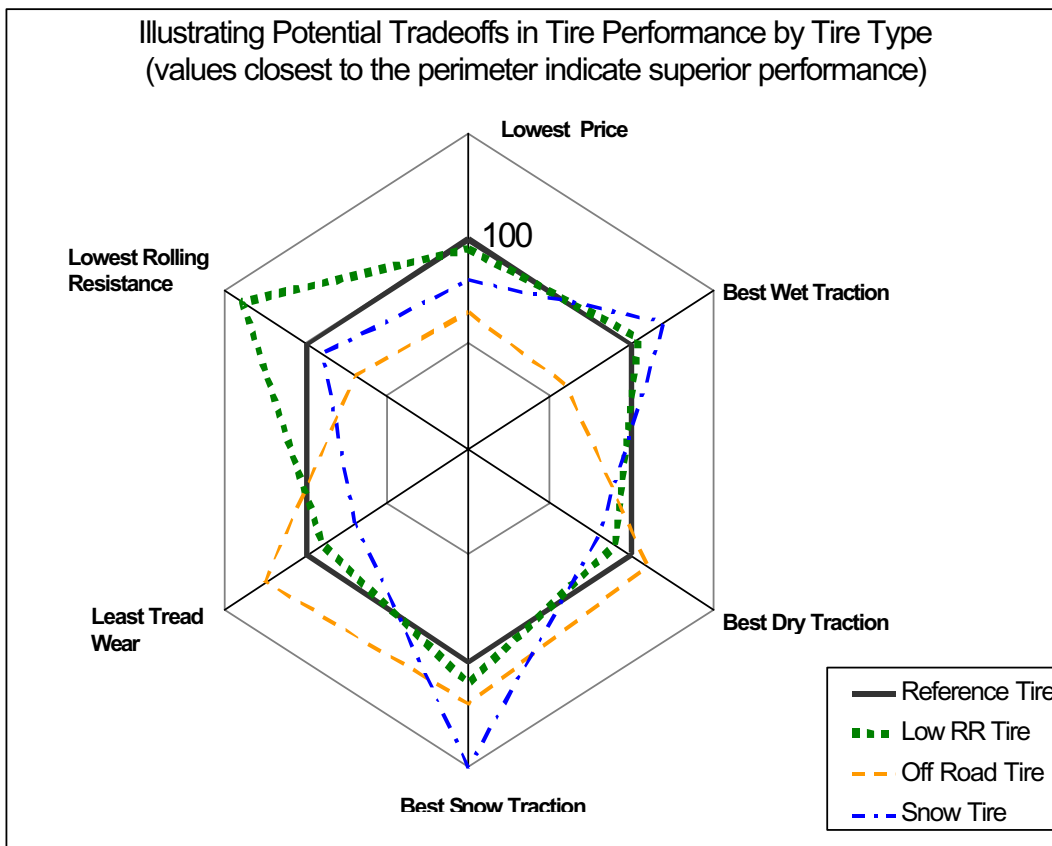 Illustrating Potential Tradeoffs in Tire Performance by Tire Type
(values closest to the perimeter indicate superior performance)
Lowest Price
100
Lowest Rolling
Resistance
Best Wet Traction
Least Tread
Wear
Best Dry Traction
Best Snow Traction
Reference Tire
Low RR Tire
Off Road Tire
Snow Tire